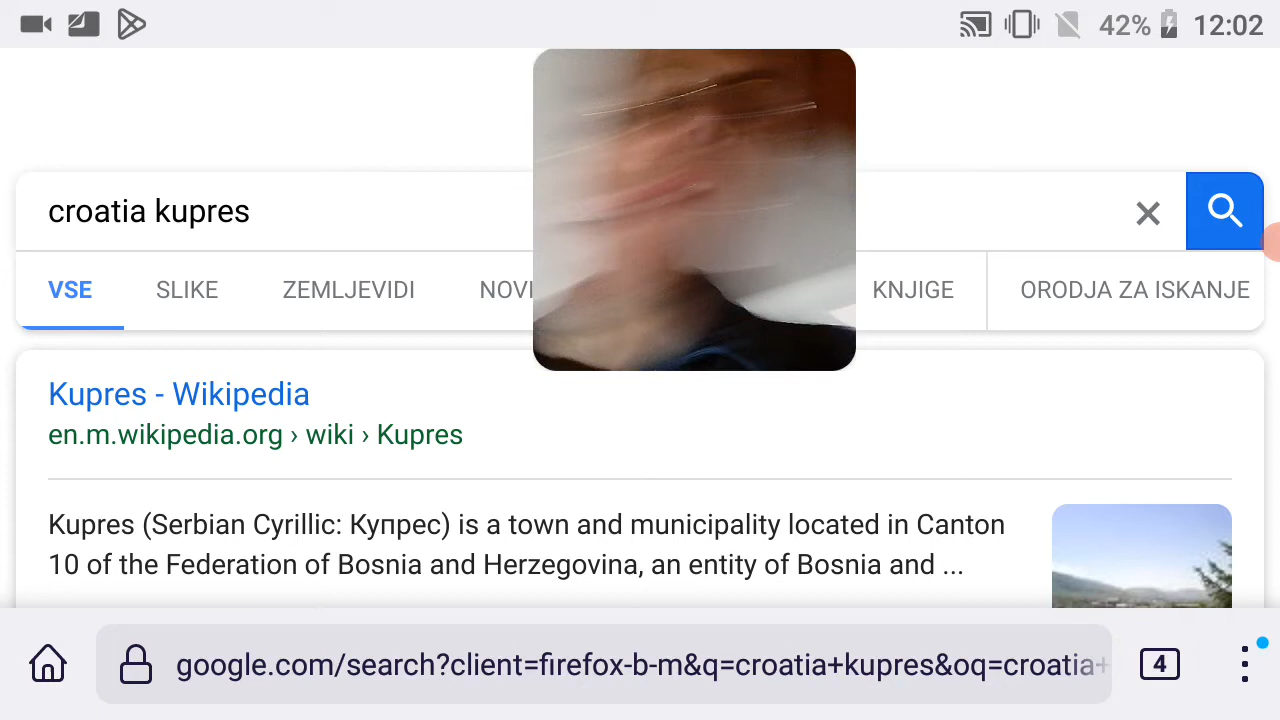 42% 12:02
croatia kupres
VSE SLIKE ZEMLJEVIDI NOVI KNJIGE ORODJA ZA ISKANJE
Kupres - Wikipedia
en.m.wikipedia.org › wiki › Kupres
Kupres (Serbian Cyrillic: Купрес) is a town and municipality located in Canton
10 of the Federation of Bosnia and Herzegovina, an entity of Bosnia and ...
google.com/search?client=firefox-b-m&q=croatia+kupres&oq=croatia+ 4